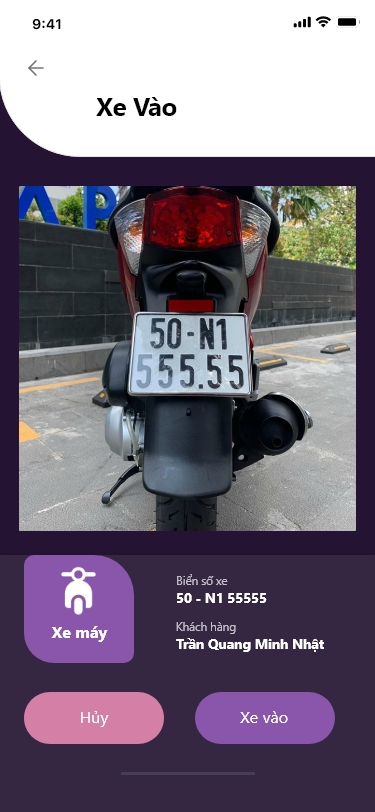 9:41
Xe Vào
AP
50-N1
555.55
Xe máy
Biển số xe
50 - N1 55555
Khách hàng
Trần Quang Minh Nhật
Hủy
Xe vào